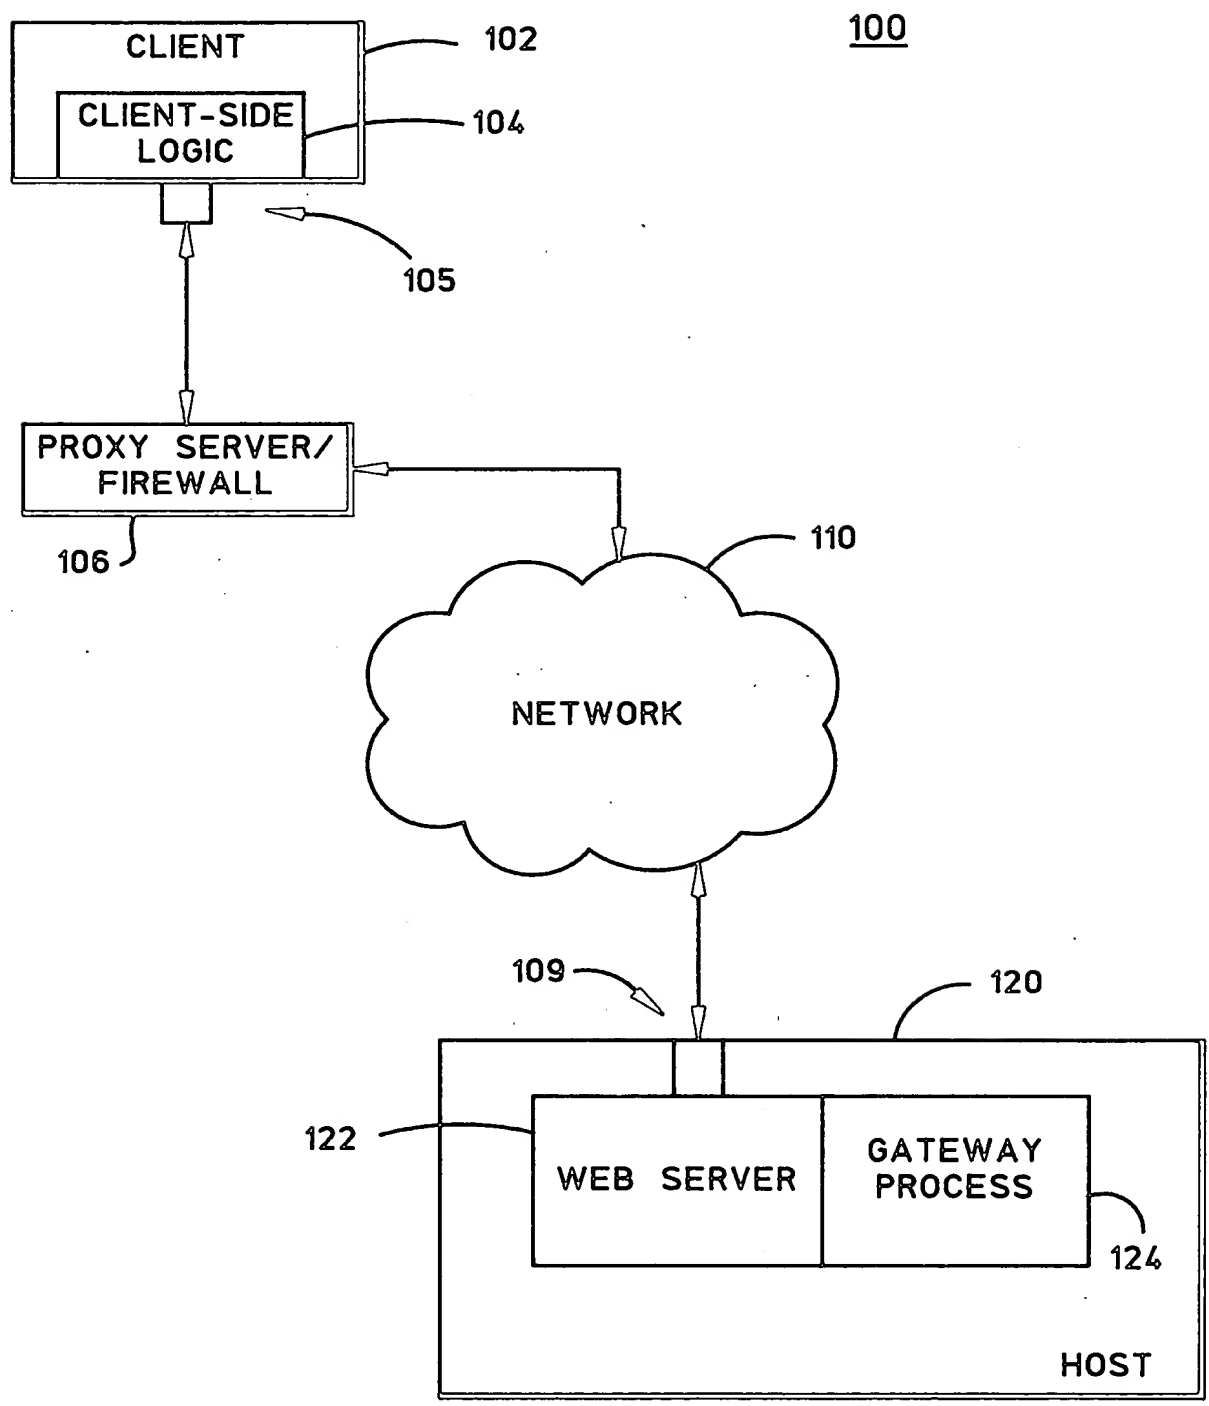 100
CLIENT
102
CLIENT-SIDE
LOGIC
104
105
PROXY SERVER/
FIREWALL
106
110
NETWORK
109
120
122
WEB SERVER
GATEWAY
PROCESS
124
HOST